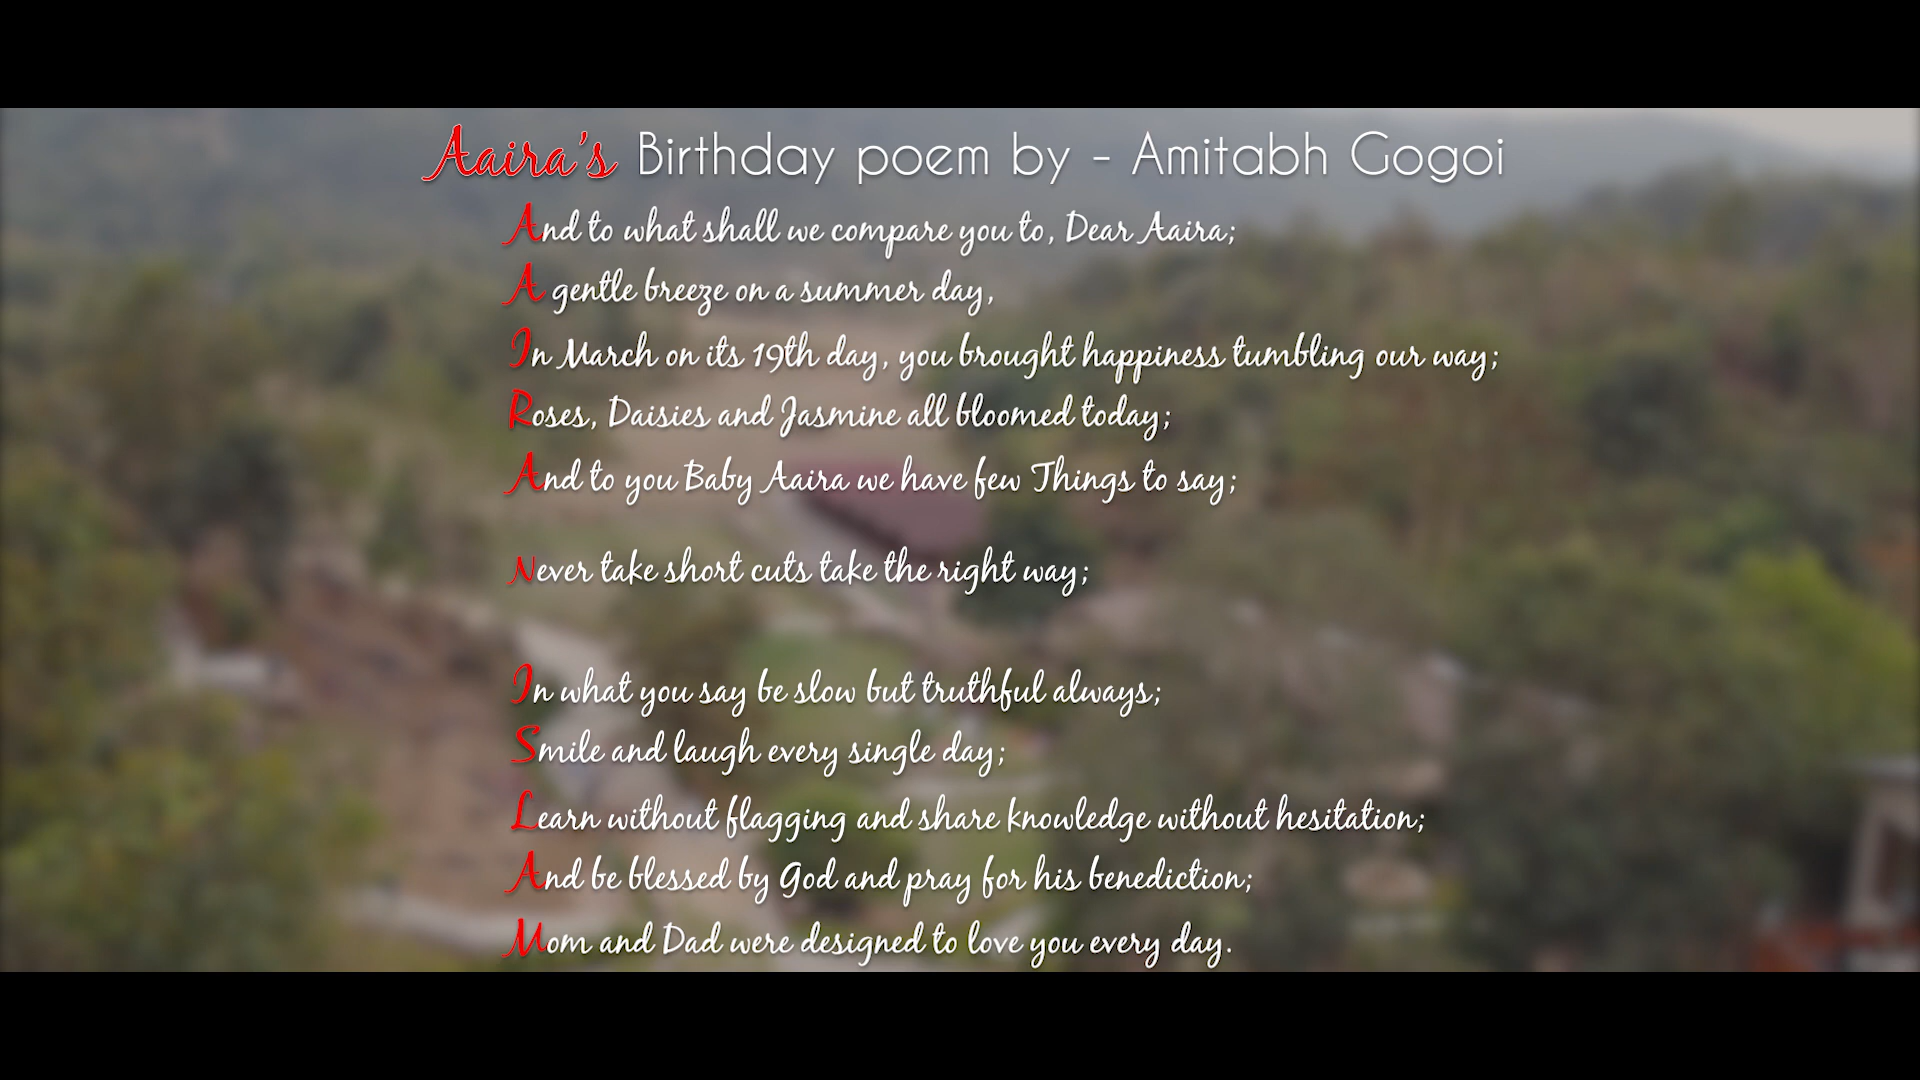 Aaira's Birthday poem by - Amitabh Gogoi
And to what shall we compare you to, Dear Aaira;
A gentle breeze on a summer day,
In March on its 19th day, you brought happiness tumbling our way;
Roses, Daisies and Jasmine all bloomed today;
And to you Baby Aaira we have few Things to say;
Never take short cuts take the right way;
In what you say be slow but truthful always;
Smile and laugh every single day;
Learn without flagging and share knowledge without hesitation;
And be blessed by God and pray for his benediction;
Mom and Dad were designed to love you every day.